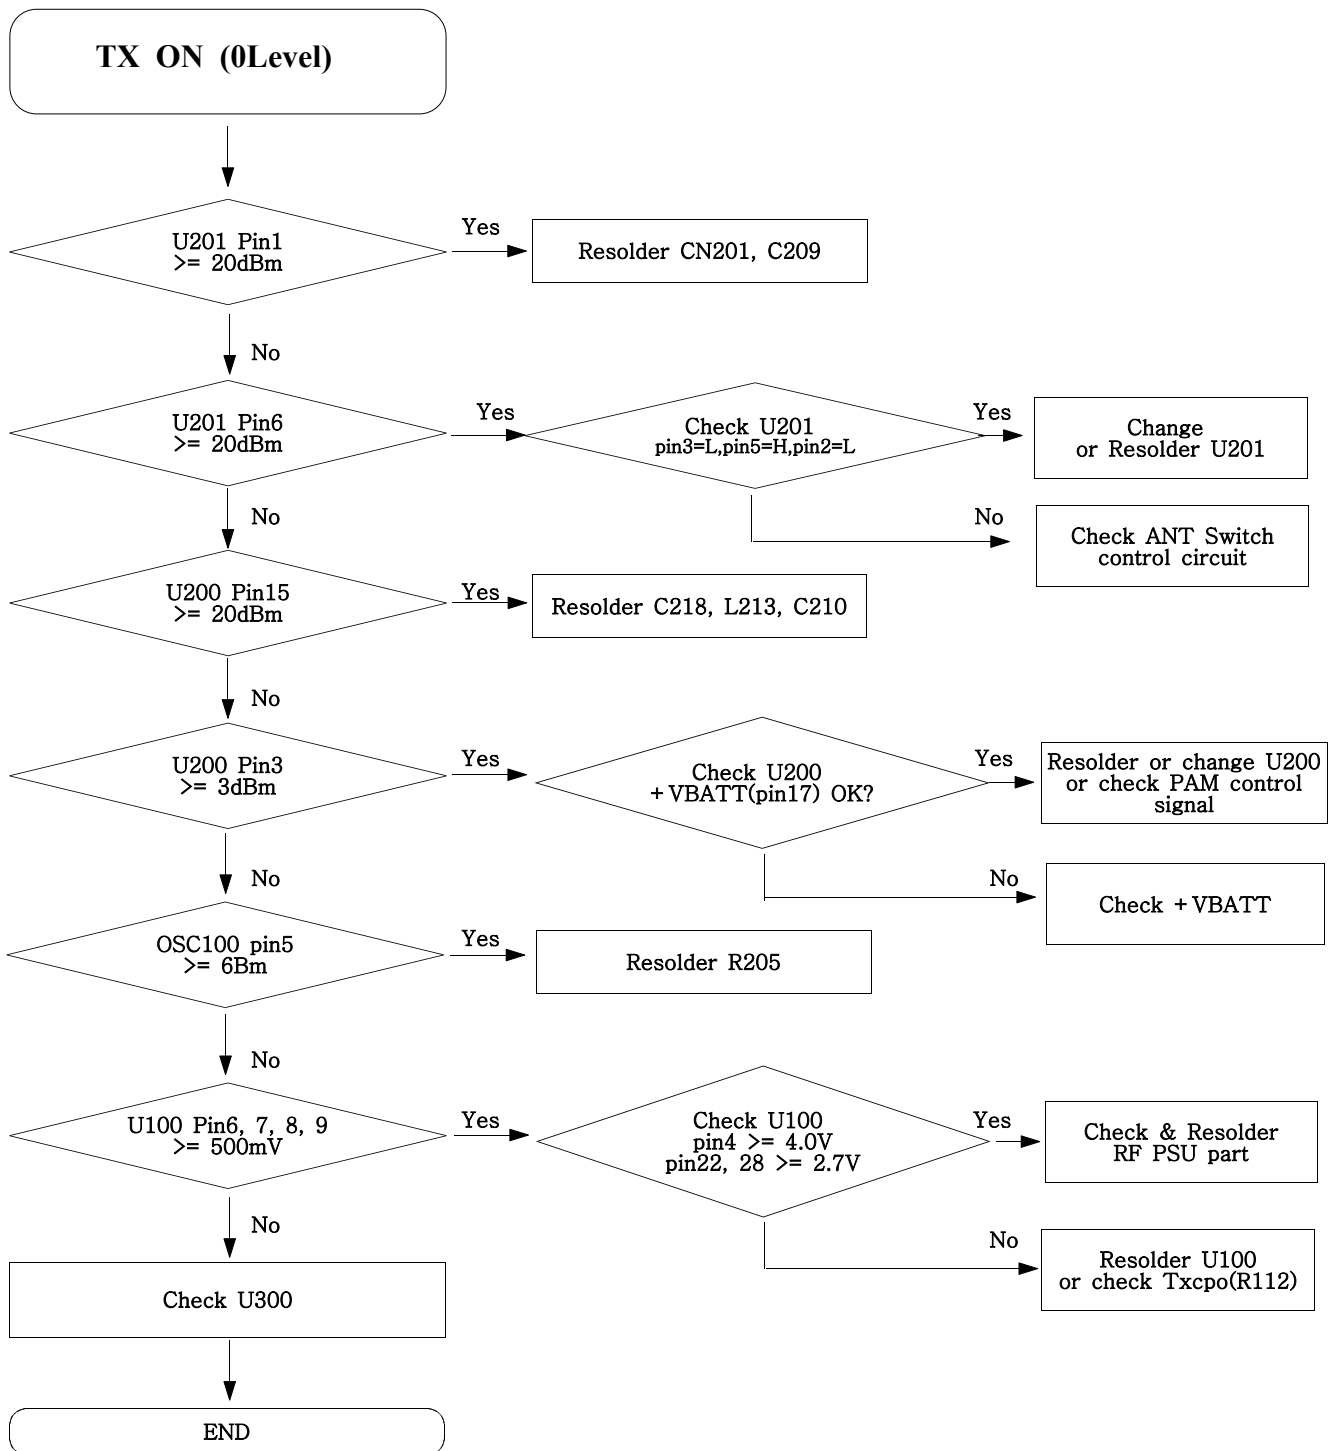 TX ON (0Level)
U201 Pin1
>= 20dBm
Yes
Resolder CN201, C209
No
U201 Pin6
>= 20dBm
Yes
Check U201
pin3=L,pin5=H,pin2=L
Yes
Change
or Resolder U201
No
Check ANT Switch
control circuit
No
U200 Pin15
>= 20dBm
Yes
Resolder C218, L213, C210
No
U200 Pin3
>= 3dBm
Yes
Check U200
+VBATT(pin17) OK?
Yes
Resolder or change U200
or check PAM control
signal
No
Check +VBATT
No
OSC100 pin5
>= 6Bm
Yes
Resolder R205
No
U100 Pin6, 7, 8, 9
>= 500mV
Yes
Check U100
pin4 >= 4.0V
pin22, 28 >= 2.7V
Yes
Check & Resolder
RF PSU part
No
Resolder U100
or check Txcpo(R112)
No
Check U300
END